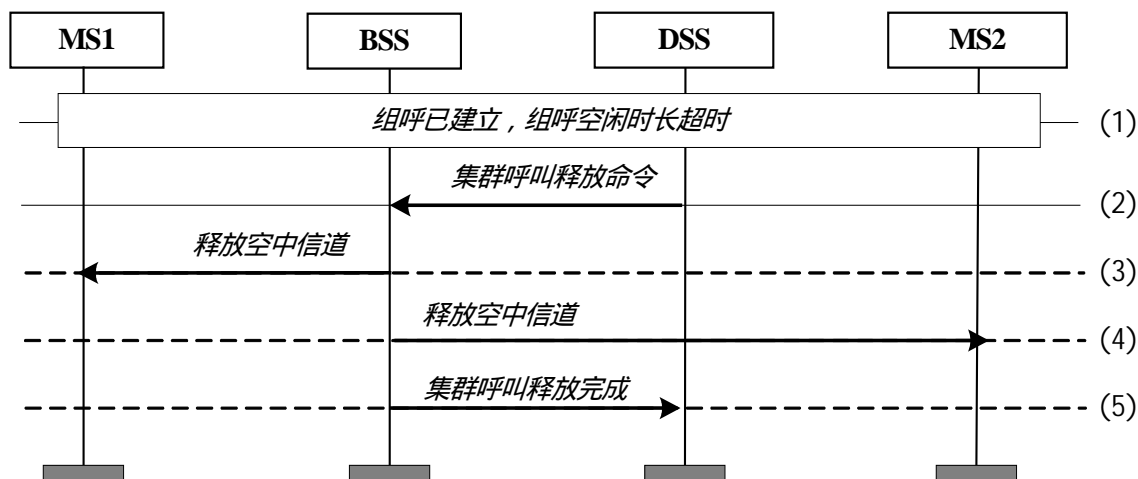 MS1 BSS DSS MS2
组呼已建立，组呼空闲时长超时 (1)
集群呼叫释放命令 (2)
释放空中信道 (3)
释放空中信道 (4)
集群呼叫释放完成 (5)